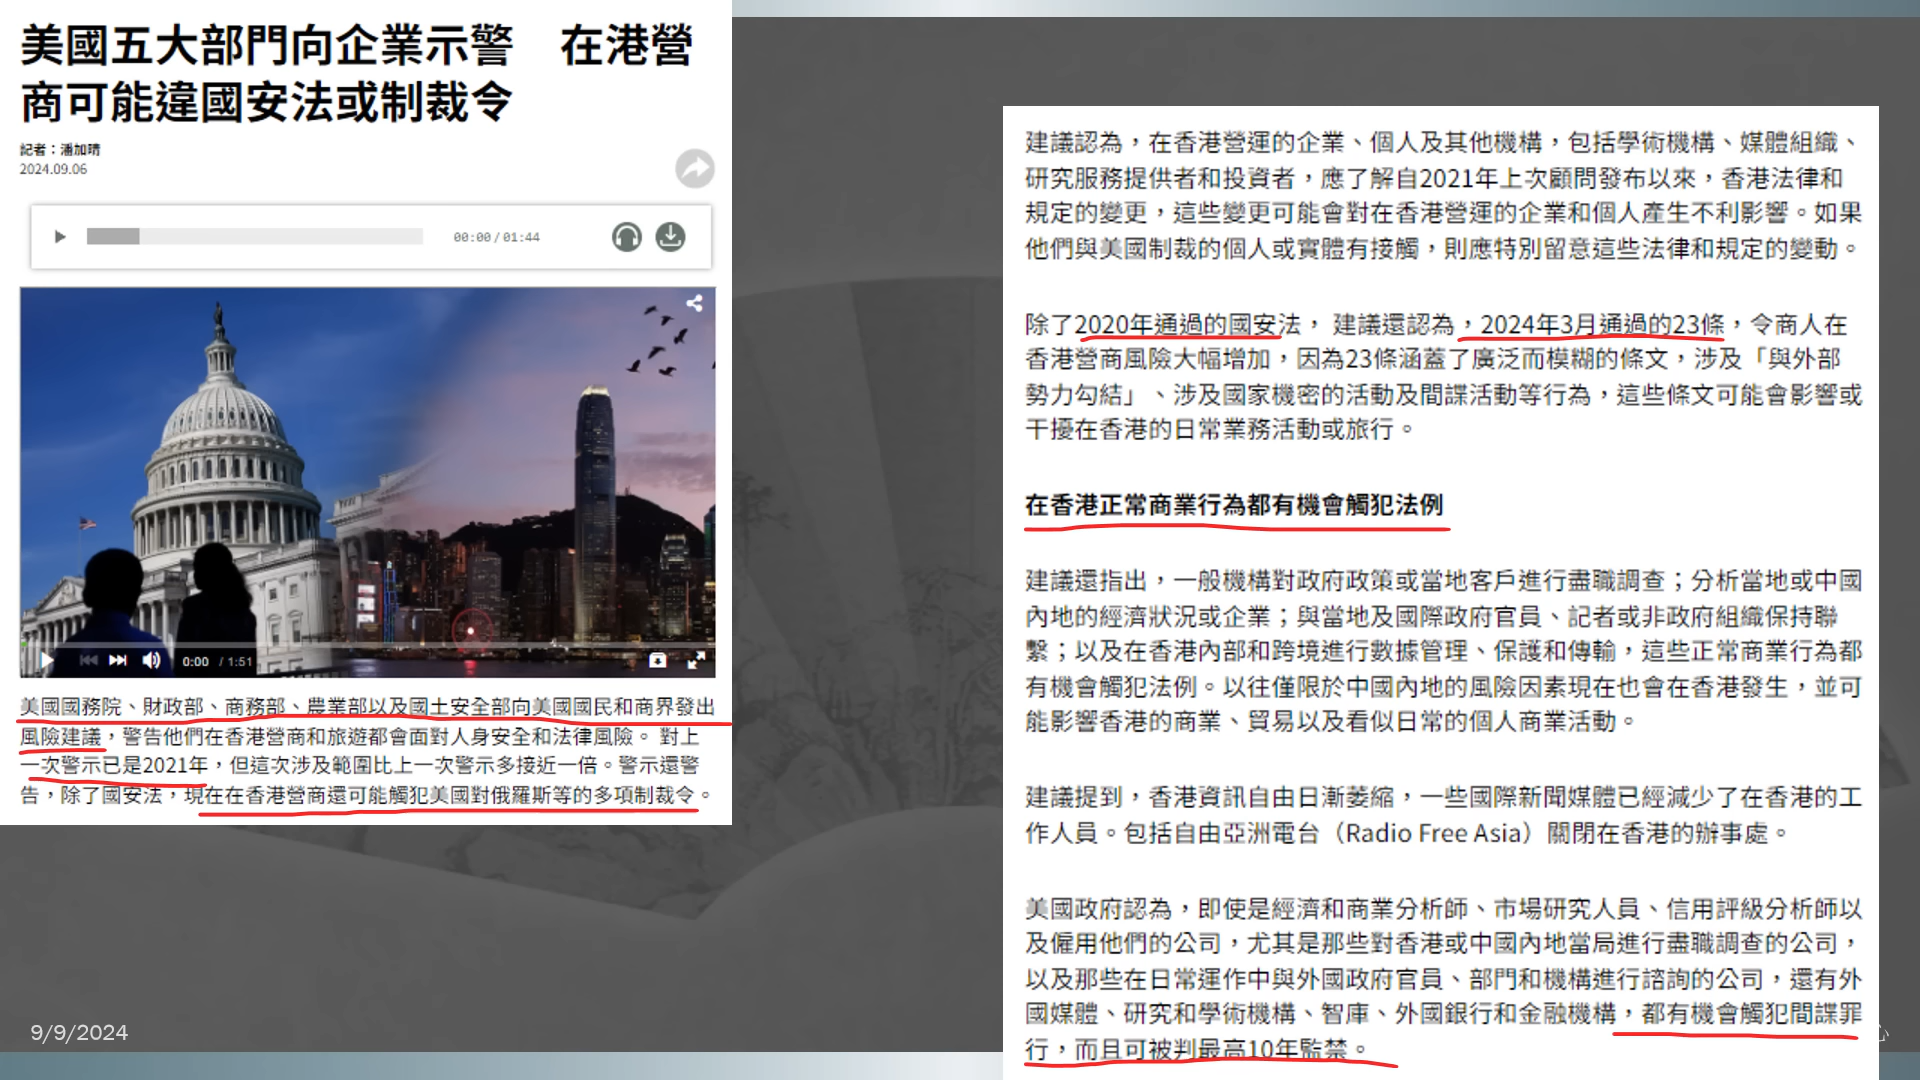 美國五大部門向企業示警　在港營
商可能違國安法或制裁令
記者：潘加晴
2024.09.06
00:00 / 01:44
0:00 / 1:51
美國國務院、財政部、商務部、農業部以及國土安全部向美國國民和商界發出
風險建議，警告他們在香港營商和旅遊都會面對人身安全和法律風險。 對上
一次警示已是2021年，但這次涉及範圍比上一次警示多接近一倍。警示還警
告，除了國安法，現在在香港營商還可能觸犯美國對俄羅斯等的多項制裁令。
建議認為，在香港營運的企業、個人及其他機構，包括學術機構、媒體組織、
研究服務提供者和投資者，應了解自2021年上次顧問發布以來，香港法律和
規定的變更，這些變更可能會對在香港營運的企業和個人產生不利影響。如果
他們與美國制裁的個人或實體有接觸，則應特別留意這些法律和規定的變動。
除了2020年通過的國安法， 建議還認為，2024年3月通過的23條，令商人在
香港營商風險大幅增加，因為23條涵蓋了廣泛而模糊的條文，涉及「與外部
勢力勾結」、涉及國家機密的活動及間諜活動等行為，這些條文可能會影響或
干擾在香港的日常業務活動或旅行。
在香港正常商業行為都有機會觸犯法例
建議還指出，一般機構對政府政策或當地客戶進行盡職調查；分析當地或中國
內地的經濟狀況或企業；與當地及國際政府官員、記者或非政府組織保持聯
繫；以及在香港內部和跨境進行數據管理、保護和傳輸，這些正常商業行為都
有機會觸犯法例。以往僅限於中國內地的風險因素現在也會在香港發生，並可
能影響香港的商業、貿易以及看似日常的個人商業活動。
建議提到，香港資訊自由日漸萎縮，一些國際新聞媒體已經減少了在香港的工
作人員。包括自由亞洲電台（Radio Free Asia）關閉在香港的辦事處。
美國政府認為，即使是經濟和商業分析師、市場研究人員、信用評級分析師以
及僱用他們的公司，尤其是那些對香港或中國內地當局進行盡職調查的公司，
以及那些在日常運作中與外國政府官員、部門和機構進行諮詢的公司，還有外
國媒體、研究和學術機構、智庫、外國銀行和金融機構，都有機會觸犯間諜罪
行，而且可被判最高10年監禁。
9/9/2024
心